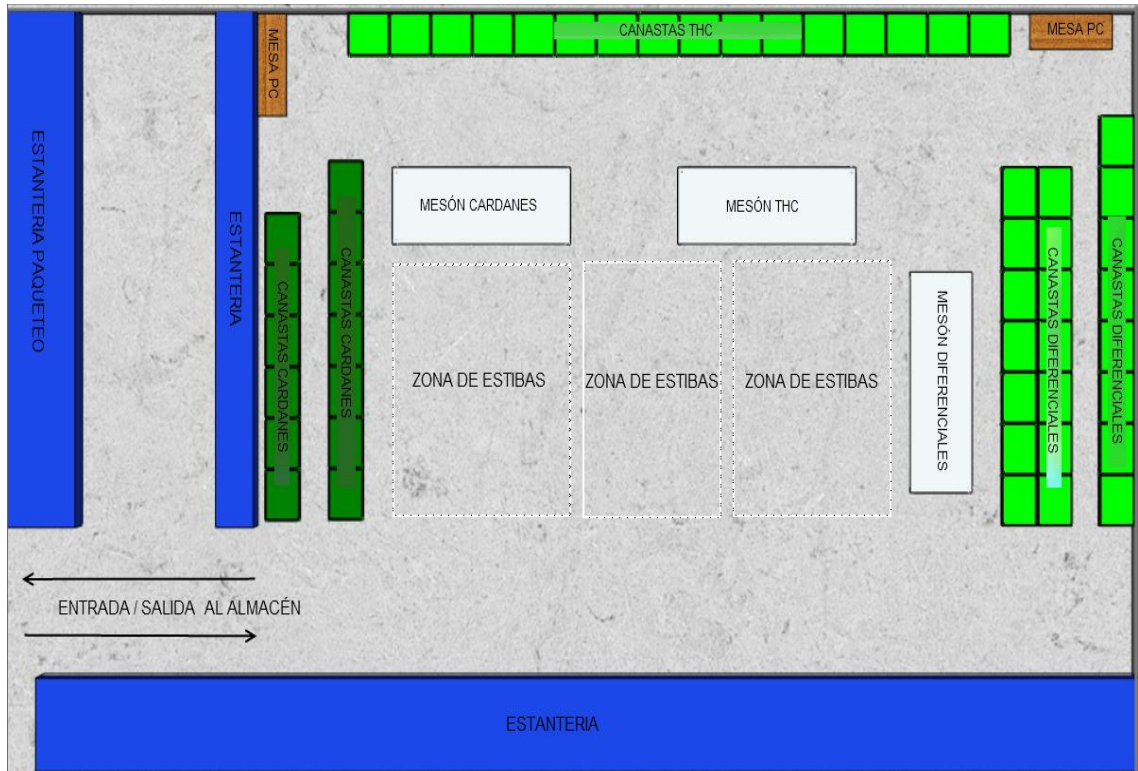 MESA PC
CANASTAS THC
MESA PC
ESTANTERIA PAQUETEO
ESTANTERIA
CANASTAS CARDANES
CANASTAS CARDANES
MESÓN CARDANES
MESÓN THC
ZONA DE ESTIBAS
ZONA DE ESTIBAS
ZONA DE ESTIBAS
MESÓN DIFERENCIALES
CANASTAS DIFERENCIALES
CANASTAS DIFERENCIALES
ENTRADA / SALIDA AL ALMACÉN
ESTANTERIA